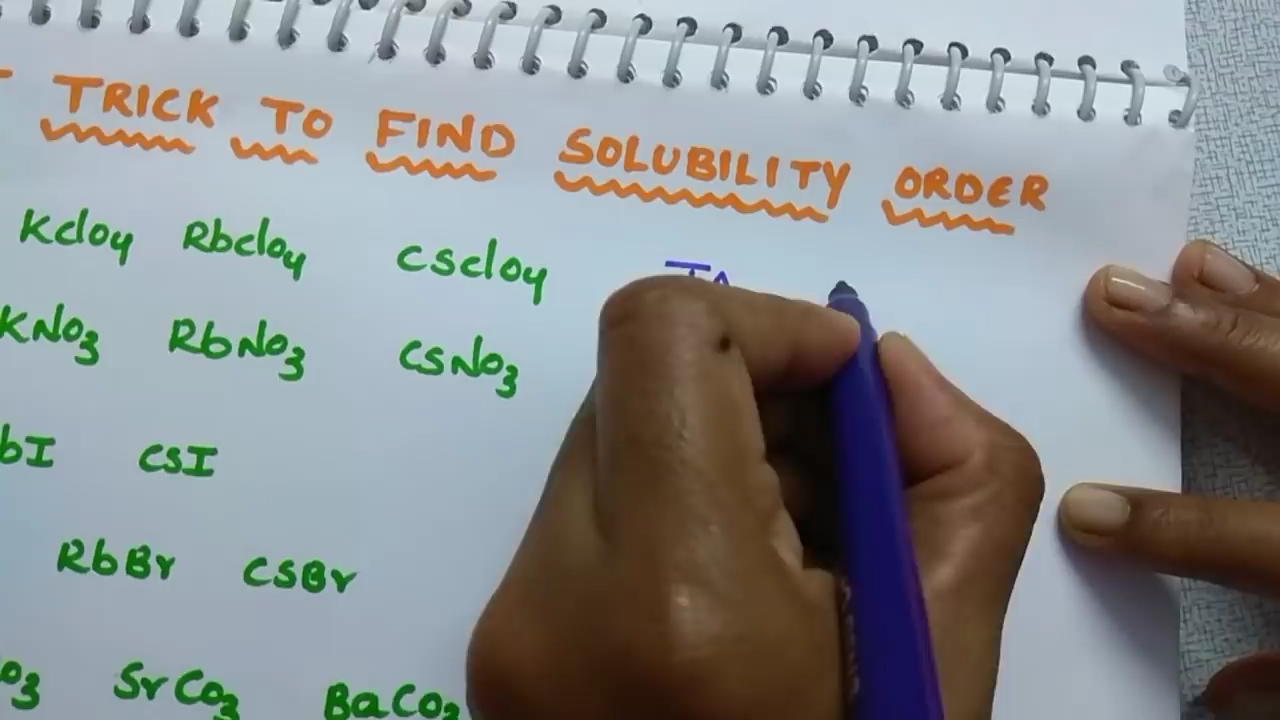 TRICK TO FIND SOLUBILITY ORDER
Kclo4 Rbclo4 csclo4
KNo3 RbNo3 CSNo3
bI CSI
RbBr CSBr
o3 SrCo3 BaCo3